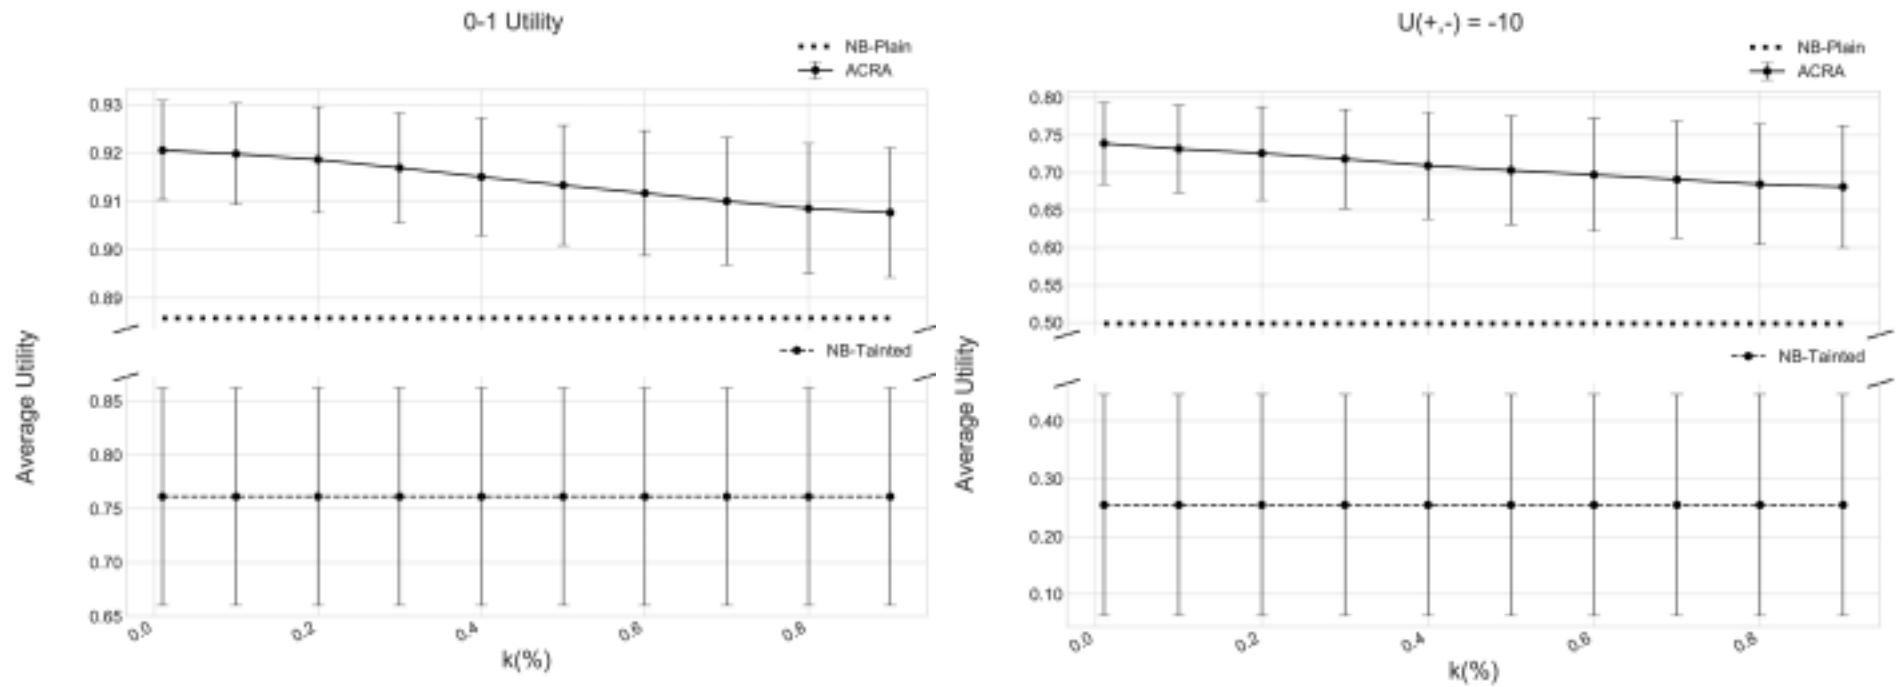 0-1 Utility
NB-Plain
ACRA
0.93
0.92
0.91
0.90
0.89
NB-Tainted
Average Utility
0.85
0.80
0.75
0.70
0.65
0.0
0.2
0.4
0.6
0.8
k(%)
U(+,-) = -10
NB-Plain
ACRA
0.80
0.75
0.70
0.65
0.60
0.55
0.50
NB-Tainted
Average Utility
0.40
0.30
0.20
0.10
0.0
0.2
0.4
0.6
0.8
k(%)